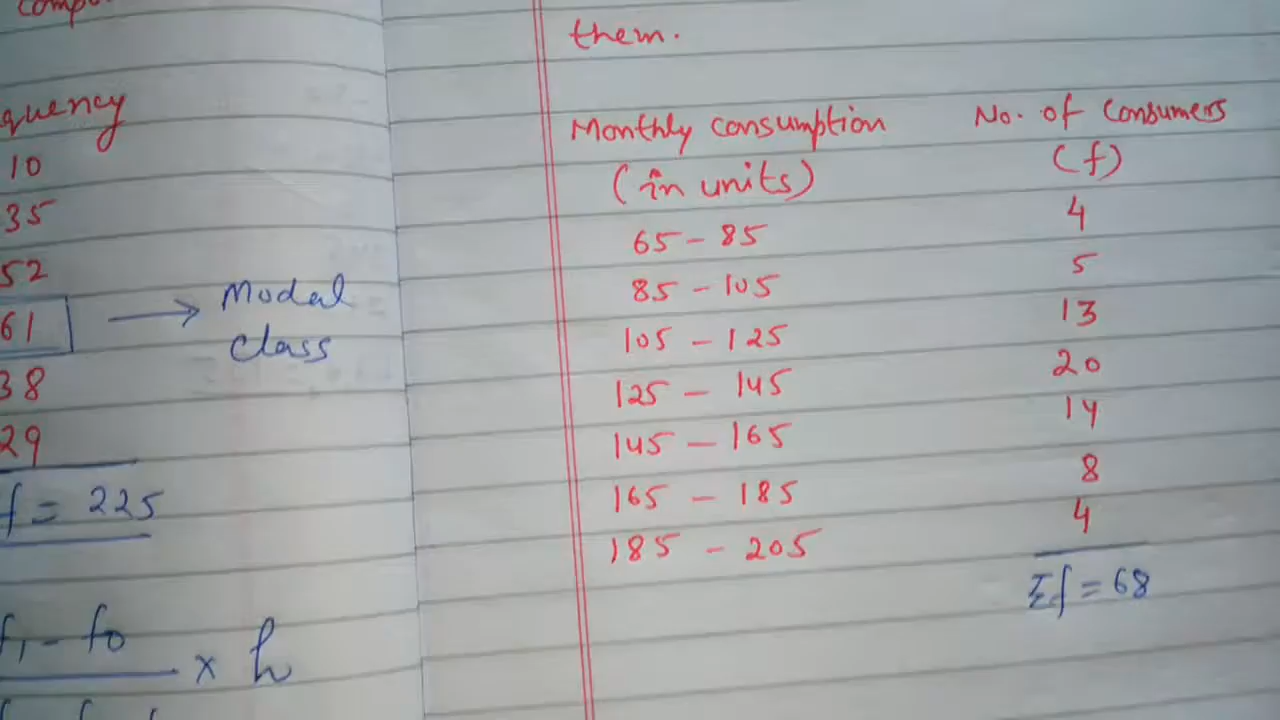 quency
10
35
52
61 → Modal
class
38
29
f = 225
f₁ - f₀
× h
them.
Monthly consumption No. of Consumers
(in units) (f)
65 - 85 4
85 - 105 5
105 - 125 13
125 - 145 20
145 - 165 14
165 - 185 8
185 - 205 4
Σf = 68